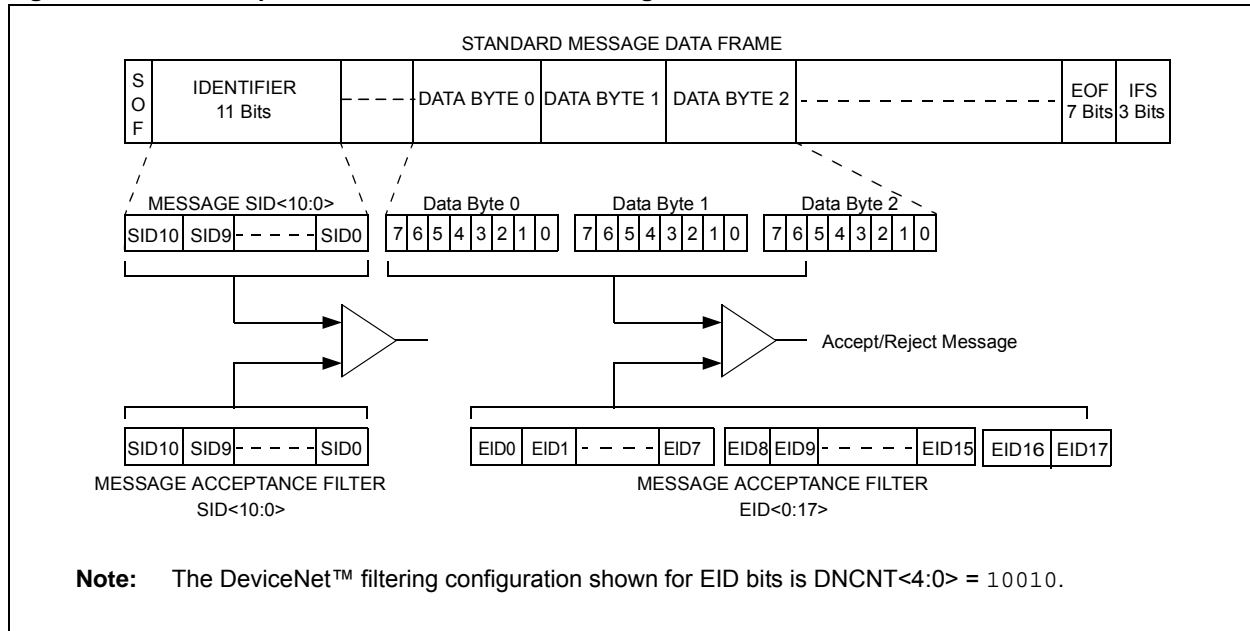 STANDARD MESSAGE DATA FRAME
S
O
F
IDENTIFIER
11 Bits
DATA BYTE 0
DATA BYTE 1
DATA BYTE 2
EOF
7 Bits
IFS
3 Bits
MESSAGE SID<10:0>
Data Byte 0
Data Byte 1
Data Byte 2
SID10 SID9 SID0
7 6 5 4 3 2 1 0
7 6 5 4 3 2 1 0
7 6 5 4 3 2 1 0
Accept/Reject Message
SID10 SID9 SID0
EID0 EID1 EID7
EID8 EID9 EID15
EID16 EID17
MESSAGE ACCEPTANCE FILTER
SID<10:0>
MESSAGE ACCEPTANCE FILTER
EID<0:17>
Note: The DeviceNet™ filtering configuration shown for EID bits is DNCNT<4:0> = 10010.